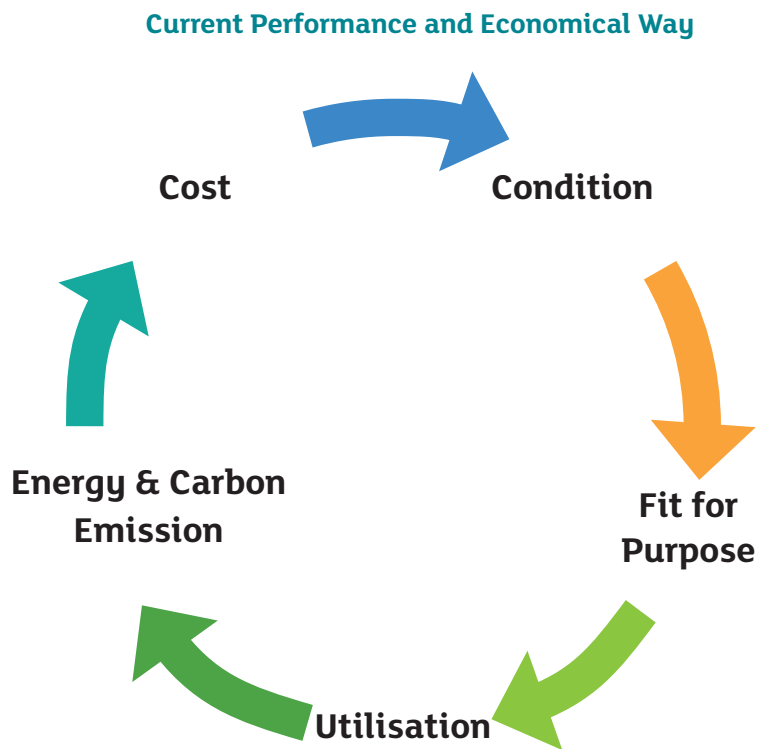 Current Performance and Economical Way
Cost
Condition
Fit for
Purpose
Utilisation
Energy & Carbon
Emission